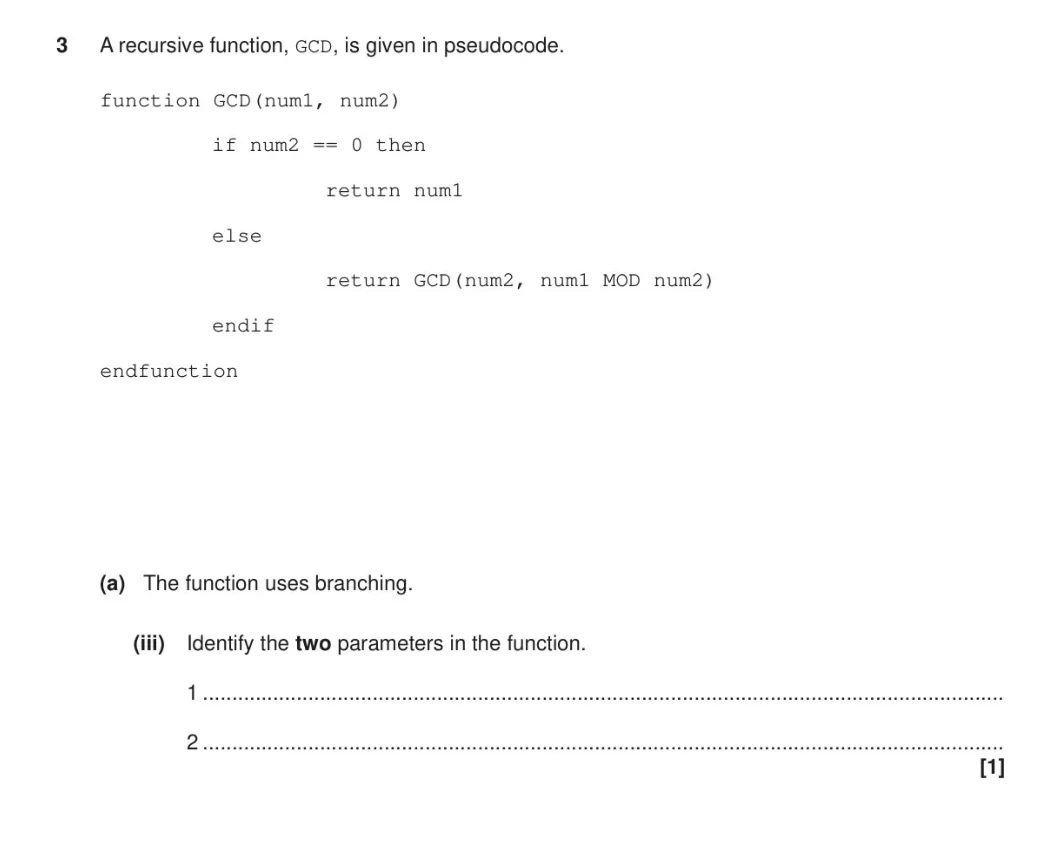 3 A recursive function, GCD, is given in pseudocode.
function GCD(num1, num2)
if num2 == 0 then
return num1
else
return GCD(num2, num1 MOD num2)
endif
endfunction
(a) The function uses branching.
(iii) Identify the two parameters in the function.
1 ....................................................................................................
2 ....................................................................................................
[1]